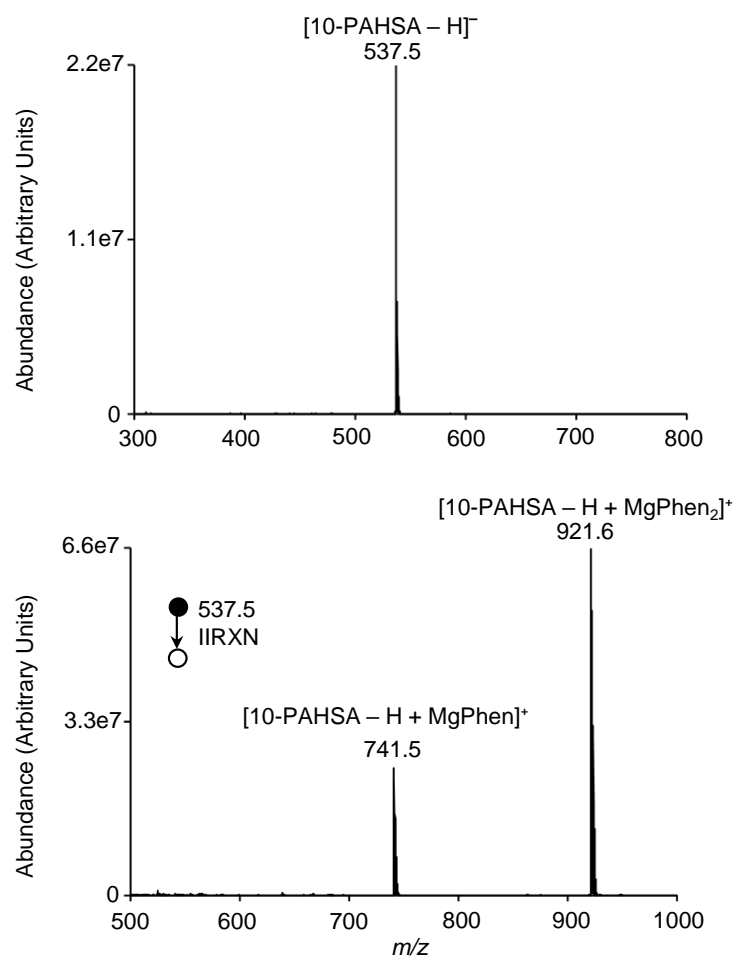 [10-PAHSA – H]⁻
537.5
2.2e7
1.1e7
0
Abundance (Arbitrary Units)
300 400 500 600 700 800
[10-PAHSA – H + MgPhen₂]⁺
921.6
6.6e7
537.5
IIRXN
[10-PAHSA – H + MgPhen]⁺
741.5
3.3e7
0
Abundance (Arbitrary Units)
500 600 700 800 900 1000
m/z